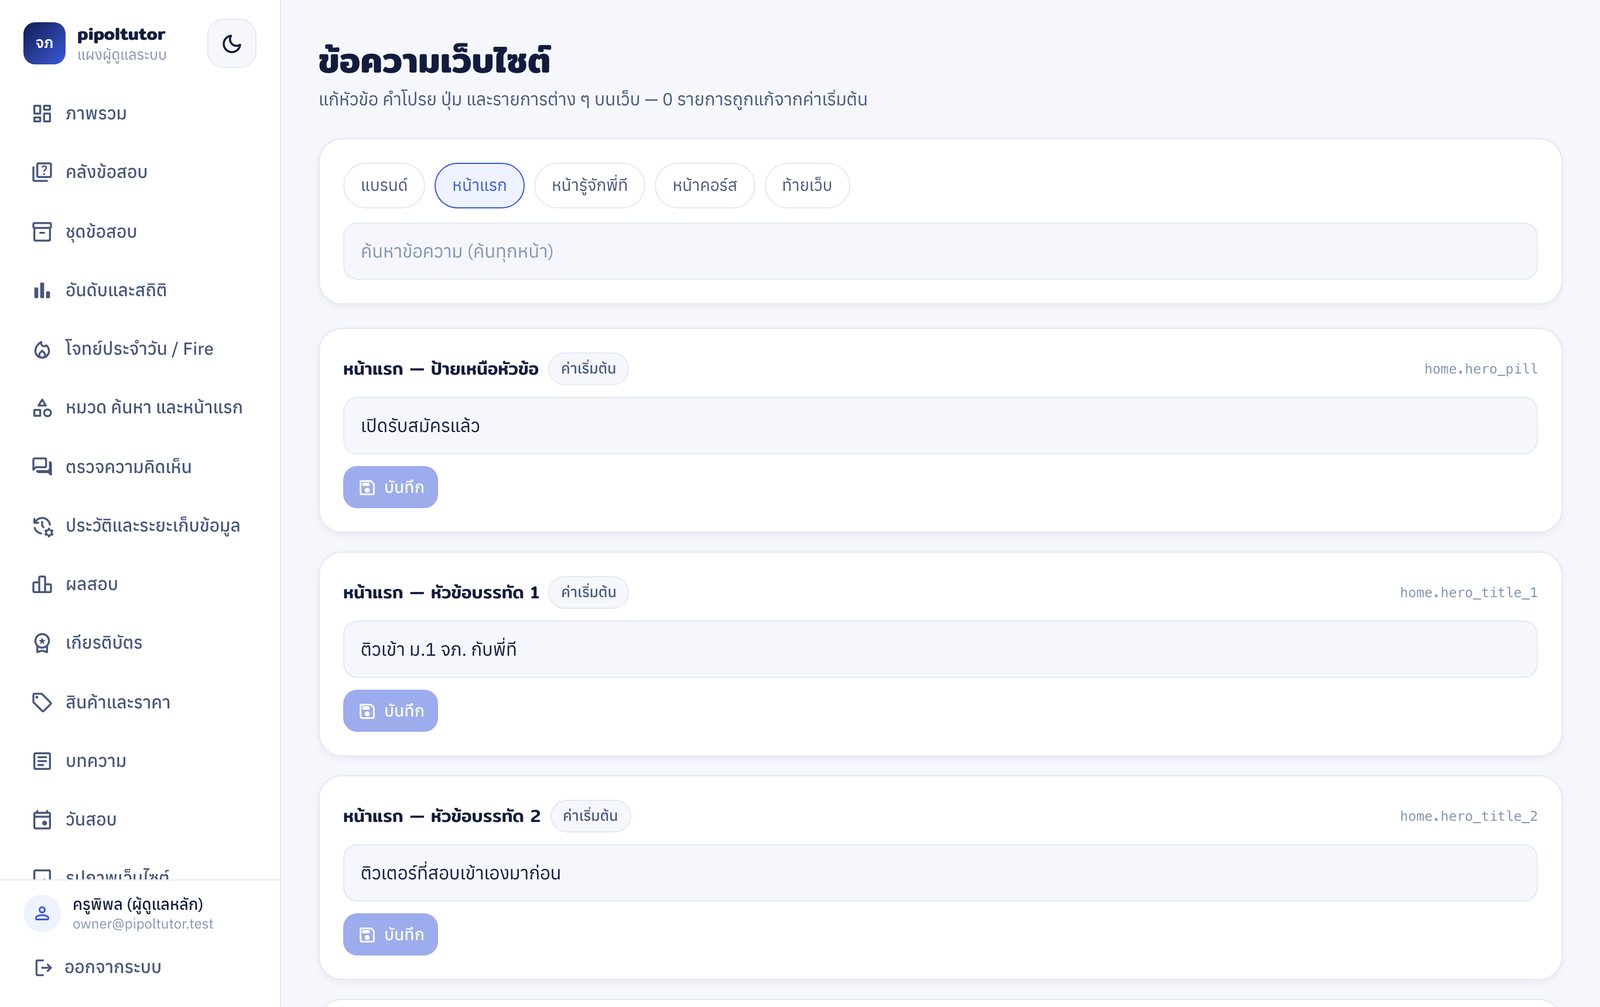 จภ
pipoltutor
แผงผู้ดูแลระบบ
ภาพรวม
คลังข้อสอบ
ชุดข้อสอบ
อันดับและสถิติ
โจทย์ประจำวัน / Fire
หมวด ค้นหา และหน้าแรก
ตรวจความคิดเห็น
ประวัติและระยะเก็บข้อมูล
ผลสอบ
เกียรติบัตร
สินค้าและราคา
บทความ
วันสอบ
รูปภาพเว็บไซต์
ครูพิพล (ผู้ดูแลหลัก)
owner@pipoltutor.test
ออกจากระบบ
ข้อความเว็บไซต์
แก้หัวข้อ คำโปรย ปุ่ม และรายการต่าง ๆ บนเว็บ — 0 รายการถูกแก้จากค่าเริ่มต้น
แบรนด์ หน้าแรก หน้ารู้จักพี่ที หน้าคอร์ส ท้ายเว็บ
ค้นหาข้อความ (ค้นทุกหน้า)
หน้าแรก — ป้ายเหนือหัวข้อ ค่าเริ่มต้น home.hero_pill
เปิดรับสมัครแล้ว
บันทึก
หน้าแรก — หัวข้อบรรทัด 1 ค่าเริ่มต้น home.hero_title_1
ติวเข้า ม.1 จภ. กับพี่ที
บันทึก
หน้าแรก — หัวข้อบรรทัด 2 ค่าเริ่มต้น home.hero_title_2
ติวเตอร์ที่สอบเข้าเองมาก่อน
บันทึก